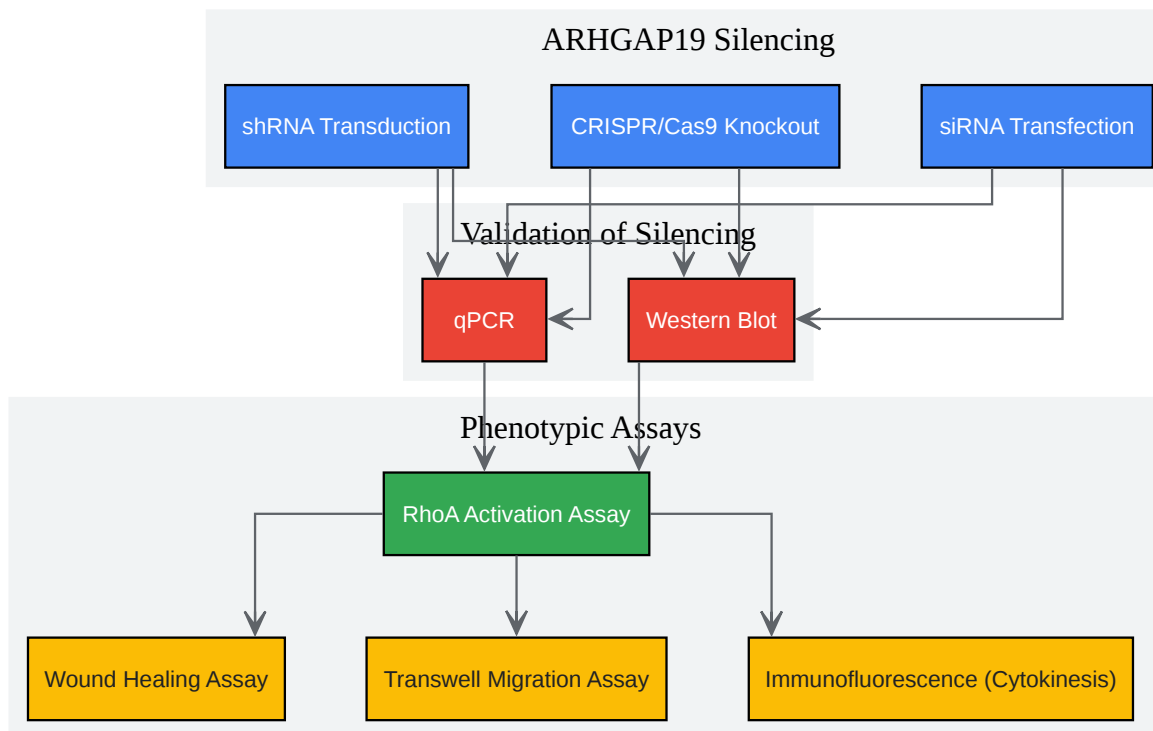 ARHGAP19 Silencing
shRNA Transduction
CRISPR/Cas9 Knockout
siRNA Transfection
Validation of Silencing
qPCR
Western Blot
Phenotypic Assays
RhoA Activation Assay
Wound Healing Assay
Transwell Migration Assay
Immunofluorescence (Cytokinesis)